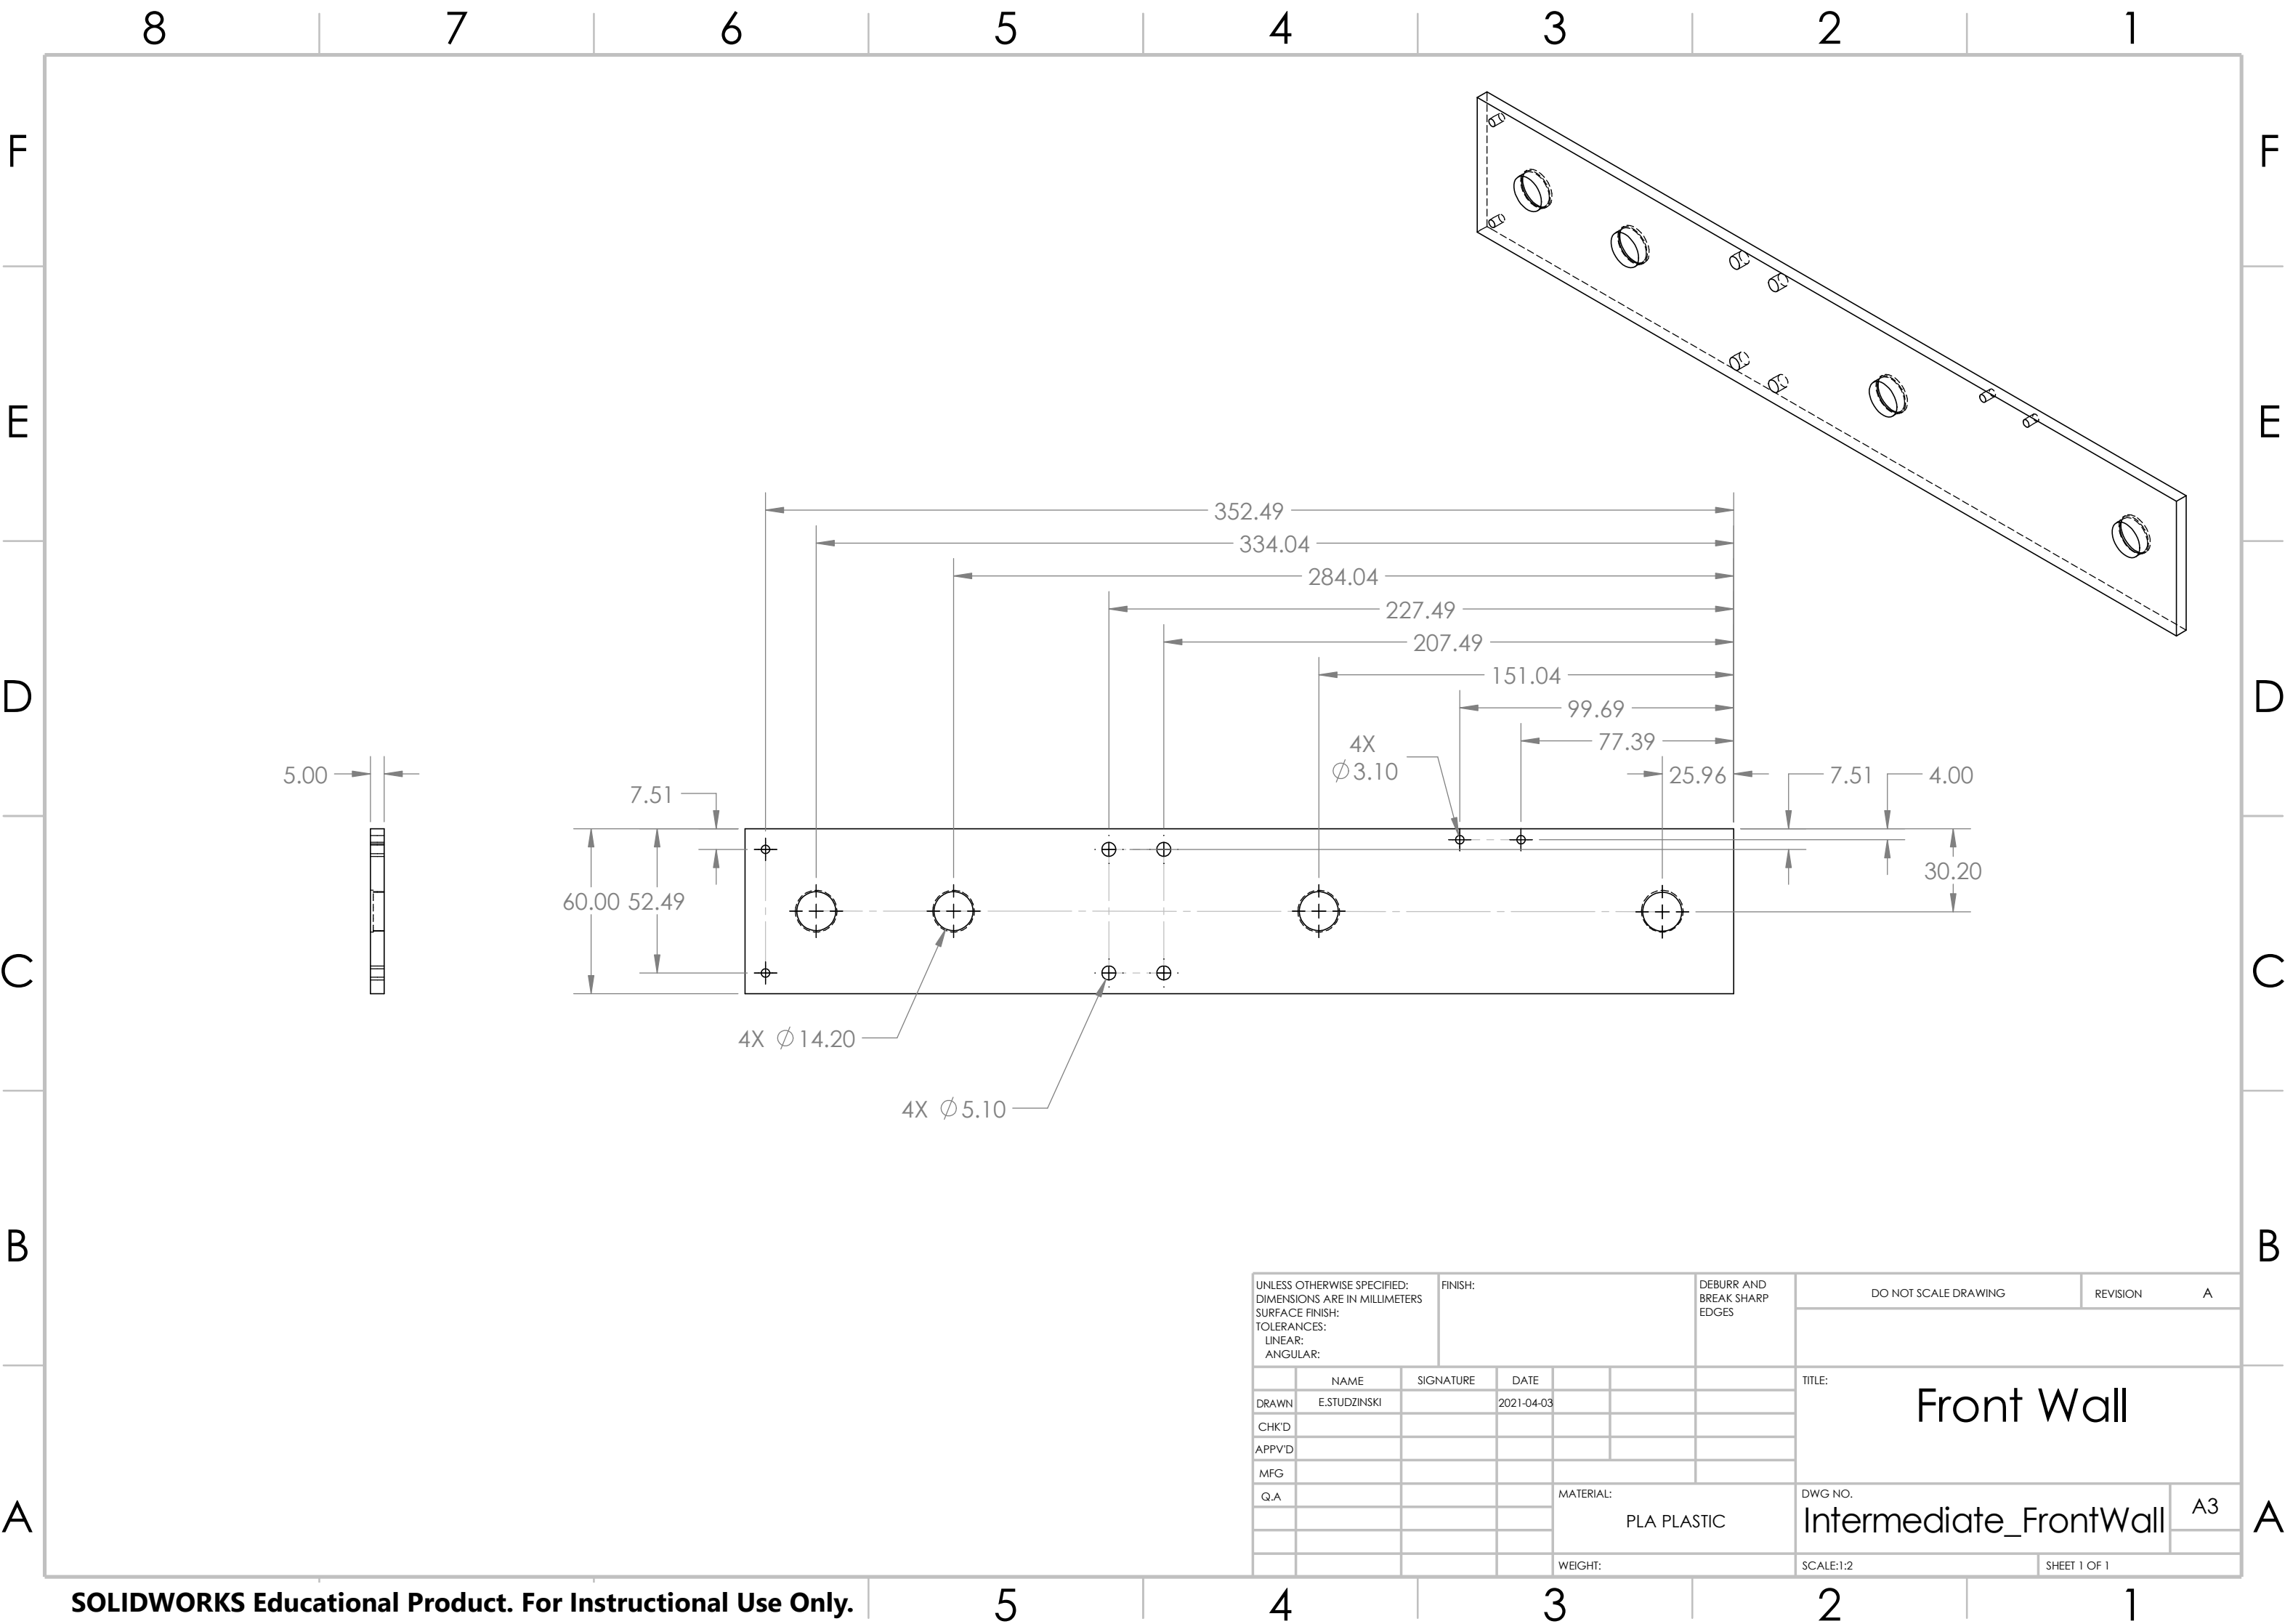 8 7 6 5 4 3 2 1
F F
E E
352.49
334.04
284.04
227.49
207.49
D D
151.04
99.69
77.39
4X
∅3.10
5.00
25.96
7.51
4.00
7.51
30.20
60.00 52.49
C C
4X ∅14.20
4X ∅5.10
B B
UNLESS OTHERWISE SPECIFIED:
DIMENSIONS ARE IN MILLIMETERS
SURFACE FINISH:
TOLERANCES:
LINEAR:
ANGULAR:
FINISH:
DEBURR AND
BREAK SHARP
EDGES
DO NOT SCALE DRAWING
REVISION A
NAME SIGNATURE DATE
DRAWN E.STUDZINSKI 2021-04-03
CHK'D
APPV'D
MFG
Q.A
TITLE:
Front Wall
MATERIAL:
PLA PLASTIC
DWG NO.
Intermediate_FrontWall
A3
A A
WEIGHT:
SCALE:1:2
SHEET 1 OF 1
SOLIDWORKS Educational Product. For Instructional Use Only.
5 4 3 2 1